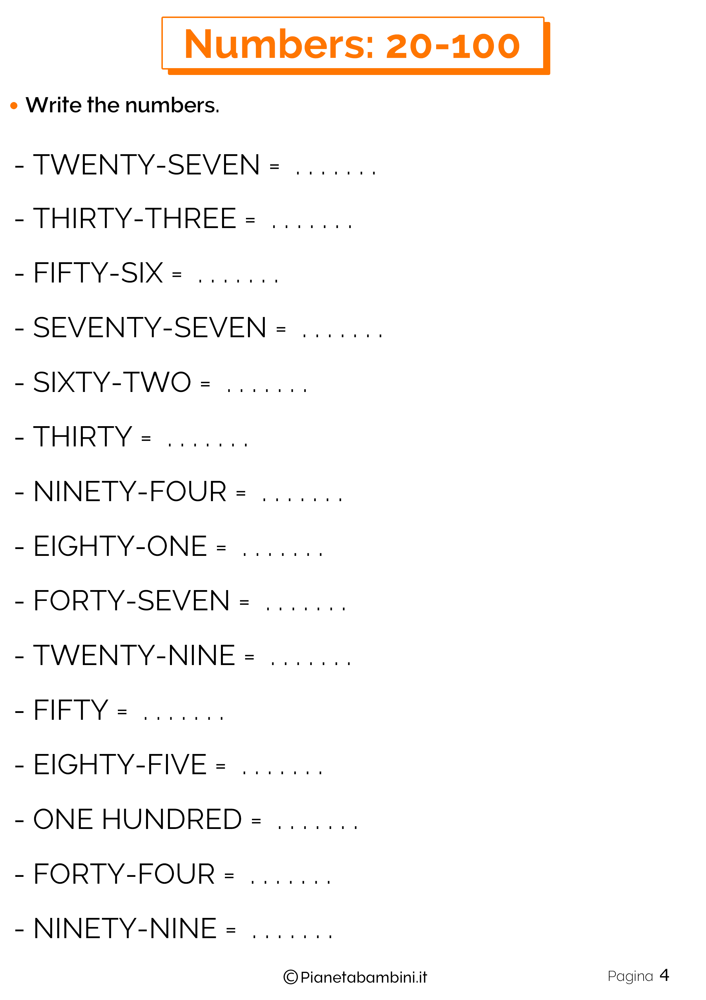 Numbers: 20-100
• Write the numbers.
- TWENTY-SEVEN = . . . . . . .
- THIRTY-THREE = . . . . . . .
- FIFTY-SIX = . . . . . . .
- SEVENTY-SEVEN = . . . . . . .
- SIXTY-TWO = . . . . . . .
- THIRTY = . . . . . . .
- NINETY-FOUR = . . . . . . .
- EIGHTY-ONE = . . . . . . .
- FORTY-SEVEN = . . . . . . .
- TWENTY-NINE = . . . . . . .
- FIFTY = . . . . . . .
- EIGHTY-FIVE = . . . . . . .
- ONE HUNDRED = . . . . . . .
- FORTY-FOUR = . . . . . . .
- NINETY-NINE = . . . . . . .
©Pianetabambini.it
Pagina 4